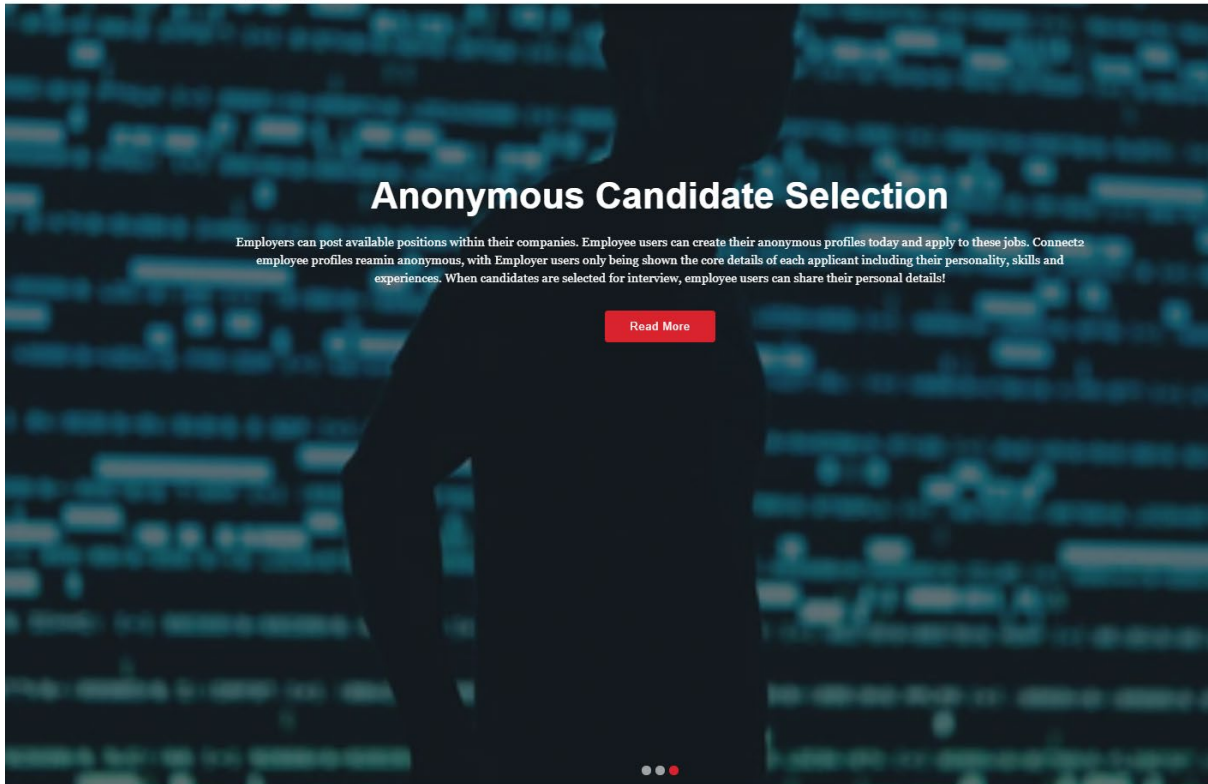 Anonymous Candidate Selection
Employers can post available positions within their companies. Employee users can create their anonymous profiles today and apply to these jobs. Connect2
employee profiles reamin anonymous, with Employer users only being shown the core details of each applicant including their personality, skills and
experiences. When candidates are selected for interview, employee users can share their personal details!
Read More